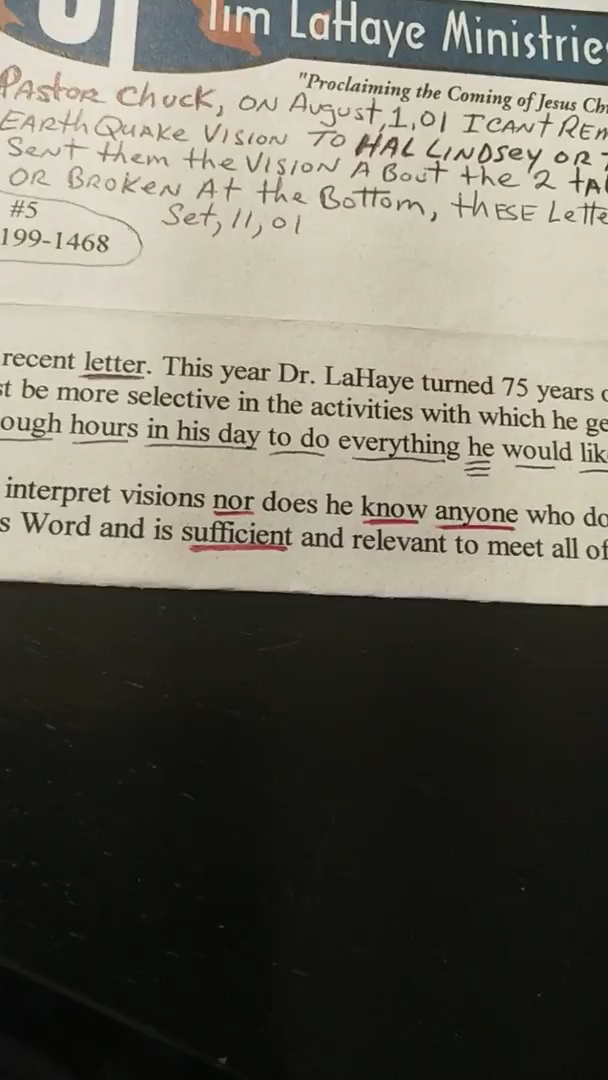 Tim LaHaye Ministries
"Proclaiming the Coming of Jesus Ch
PASTOR Chuck, ON August, 1, 01 I CANT REM
EARthQUAKE VISION TO HAL LINDSEY OR T
SENT them the VISION A Bout the 2 tAl
OR BROKEN At the Bottom, tHESE LettE
Set, 11, 01
#5
199-1468
recent letter. This year Dr. LaHaye turned 75 years o
st be more selective in the activities with which he ge
ough hours in his day to do everything he would lik
interpret visions nor does he know anyone who do
s Word and is sufficient and relevant to meet all of